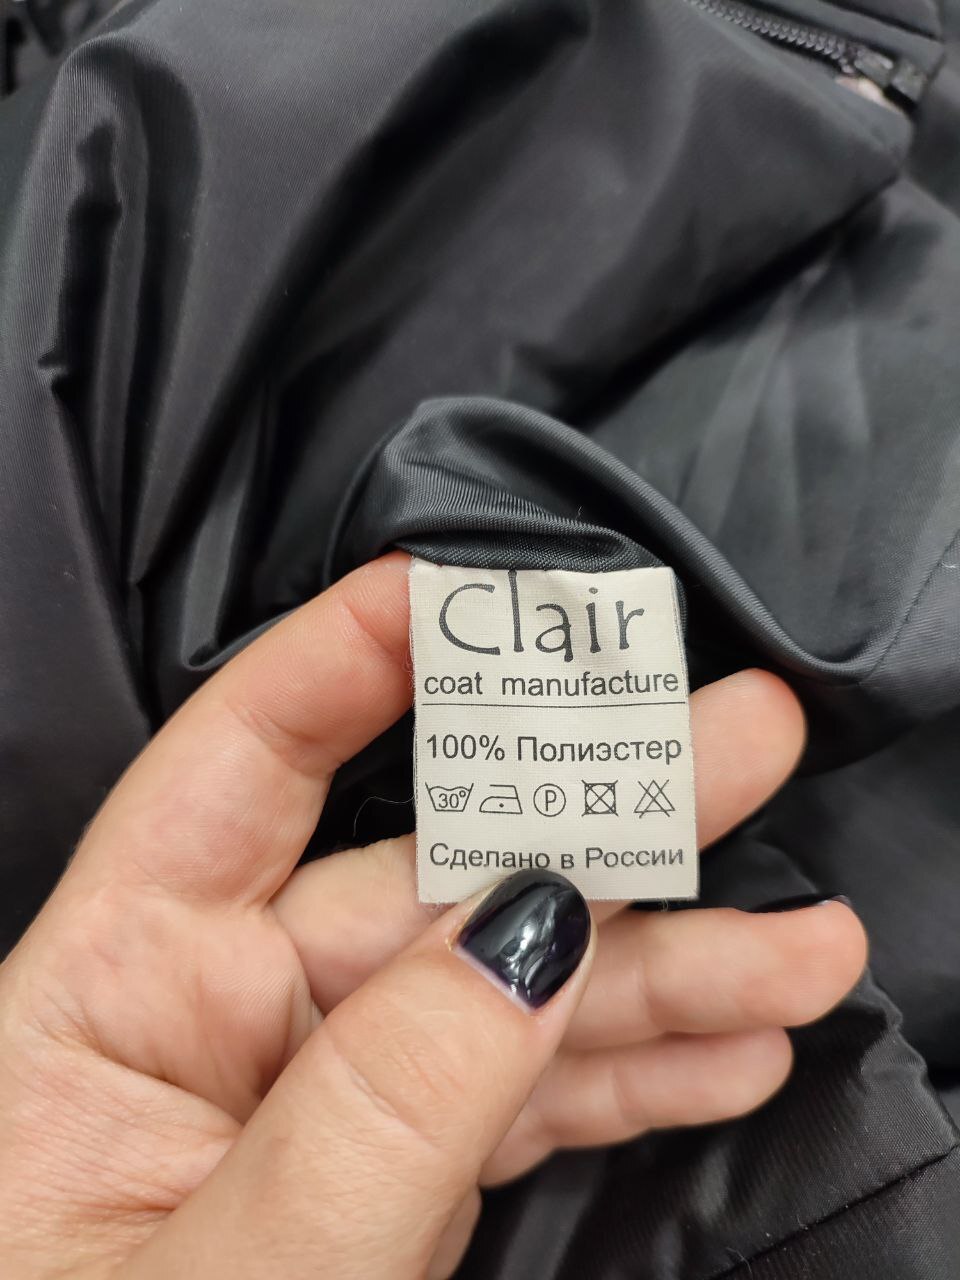 Clair
coat manufacture
100% Полиэстер
30° P
Сделано в России